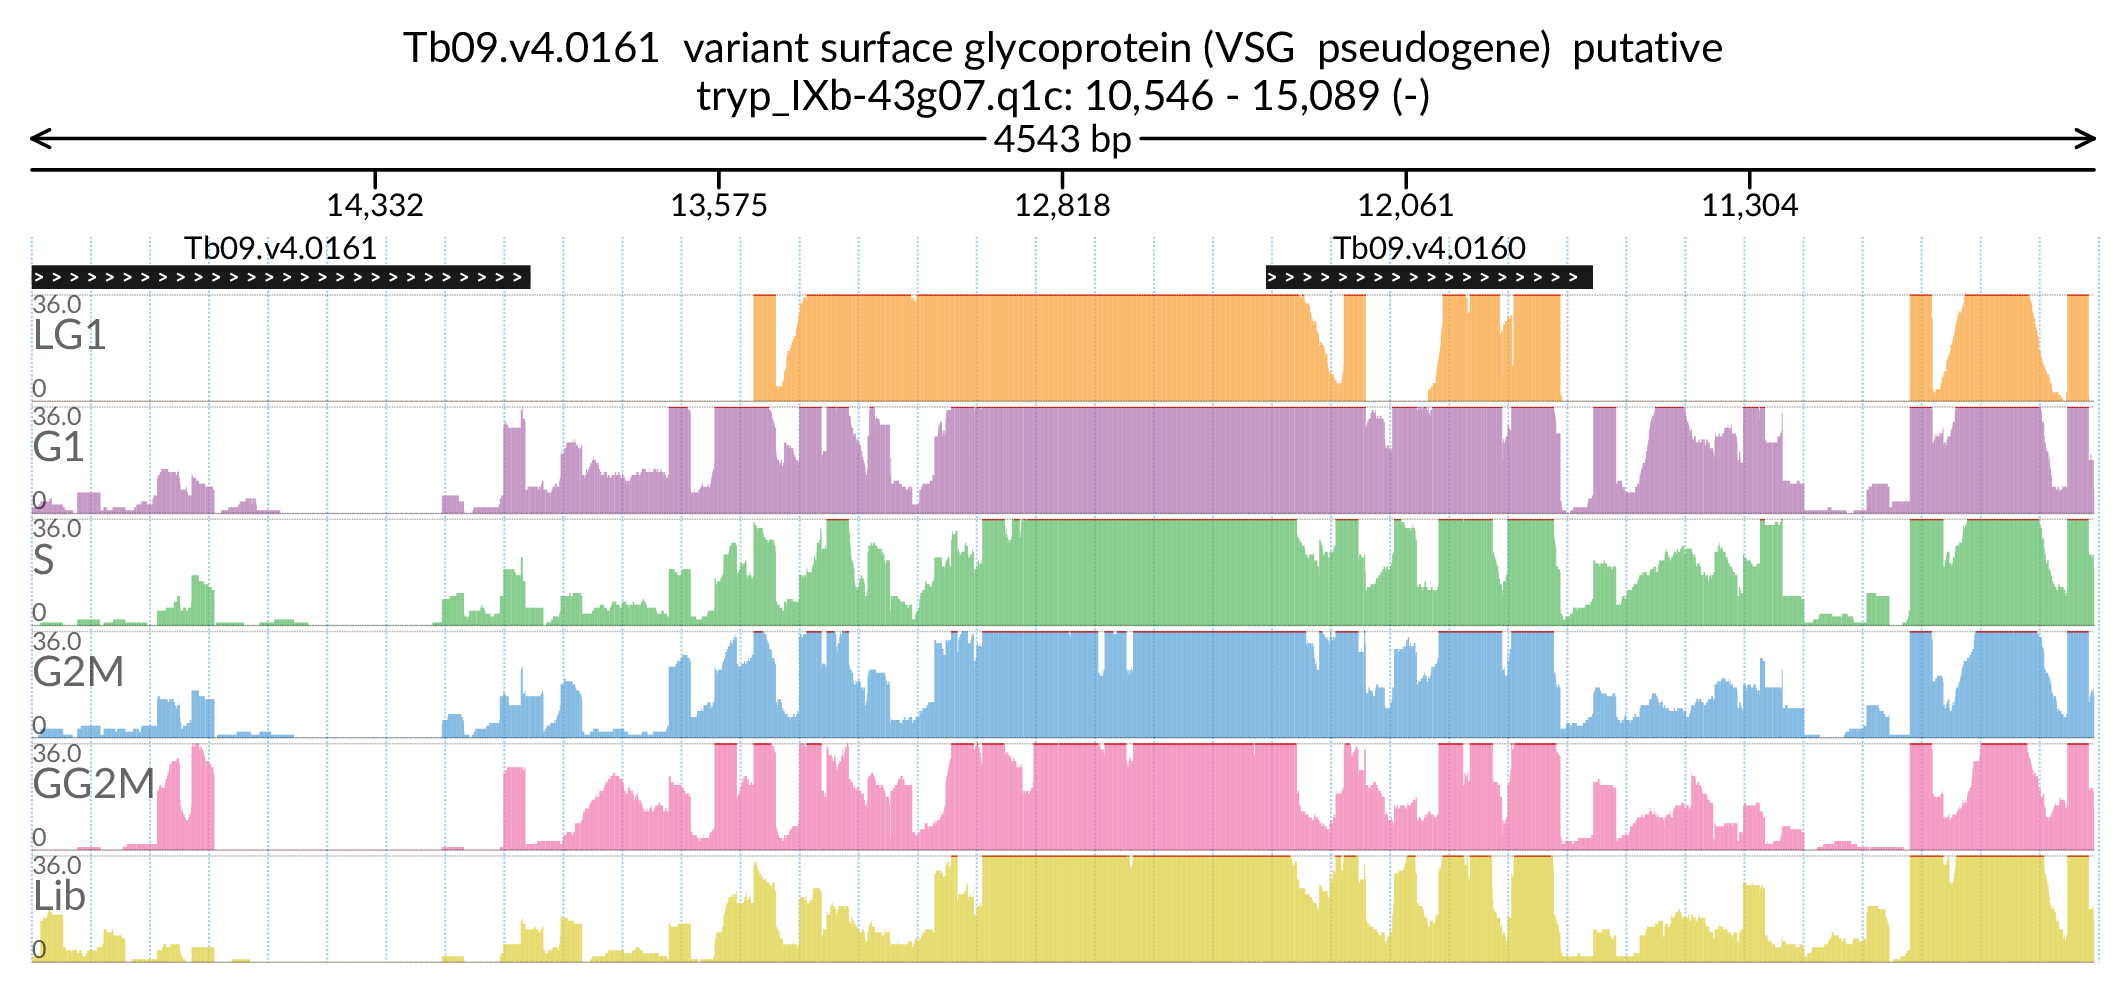 Tb09.v4.0161 variant surface glycoprotein (VSG pseudogene) putative
tryp_IXb-43g07.q1c: 10,546 - 15,089 (-)
4543 bp
14,332 13,575 12,818 12,061 11,304
Tb09.v4.0161 Tb09.v4.0160
36.0
LG1
0
36.0
G1
0
36.0
S
0
36.0
G2M
0
36.0
GG2M
0
36.0
Lib
0